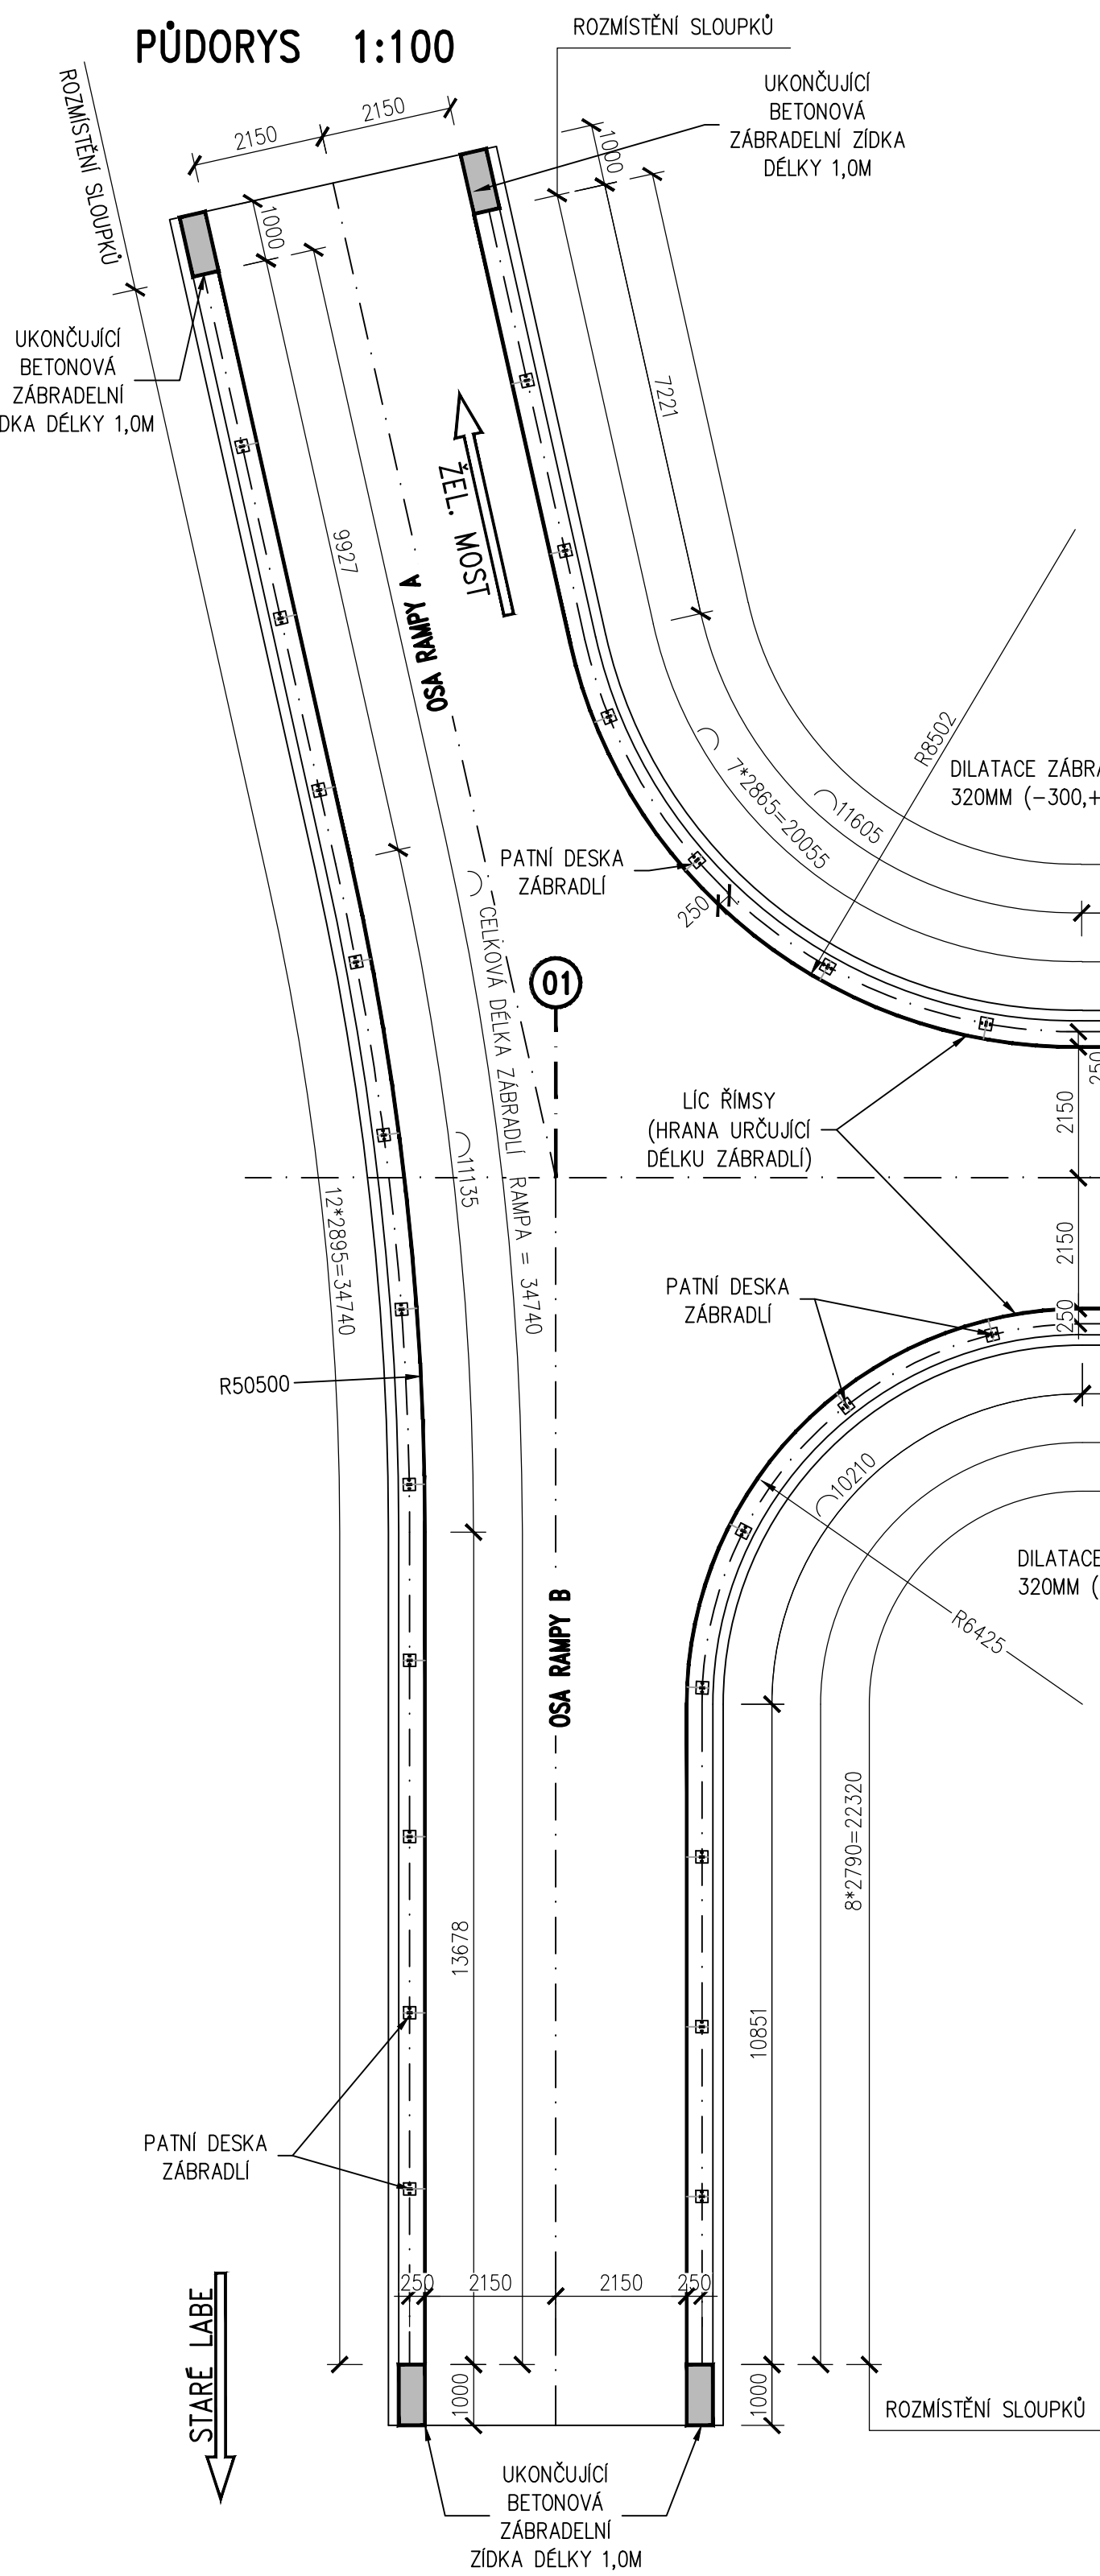 PŮDORYS 1:100
ROZMÍSTĚNÍ SLOUPKŮ
UKONČUJÍCÍ
BETONOVÁ
ZÁBRADELNÍ ZÍDKA
DÉLKY 1,0M
ROZMÍSTĚNÍ SLOUPKŮ
2150
2150
1000
1000
UKONČUJÍCÍ
BETONOVÁ
ZÁBRADELNÍ
DKA DÉLKY 1,0M
7221
ŽEL. MOST
9927
OSA RAMPY A
R8502
DILATACE ZÁBRA
320MM (-300,+
7*2865=20055
11605
PATNÍ DESKA
ZÁBRADLÍ
250
CELKOVÁ DÉLKA ZÁBRADLÍ RAMPA = 34740
01
250
LÍC ŘÍMSY
(HRANA URČUJÍCÍ
DÉLKU ZÁBRADLÍ)
2150
11135
12*2895=34740
2150
PATNÍ DESKA
ZÁBRADLÍ
250
R50500
10210
DILATACE
320MM (
OSA RAMPY B
R6425
8*2790=22320
13678
10851
PATNÍ DESKA
ZÁBRADLÍ
STARÉ LABE
250
2150
2150
250
1000
1000
ROZMÍSTĚNÍ SLOUPKŮ
UKONČUJÍCÍ
BETONOVÁ
ZÁBRADELNÍ
ZÍDKA DÉLKY 1,0M